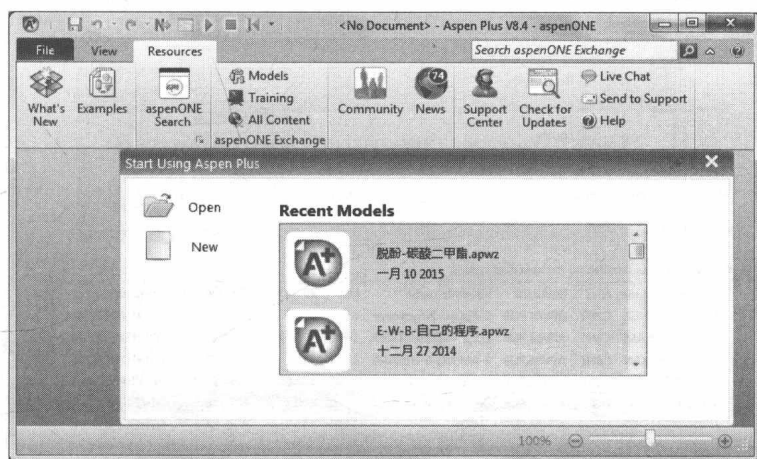 <No Document> - Aspen Plus V8.4 - aspenONE
File
View
Resources
Search aspenONE Exchange
What's New
Examples
aspenONE Search
Models
Training
All Content
aspenONE Exchange
Community
74
News
Support Center
Check for Updates
Live Chat
Send to Support
Help
Start Using Aspen Plus
Open
New
Recent Models
脱酚-碳酸二甲酯.apwz
一月 10 2015
E-W-B-自己的程序.apwz
十二月 27 2014
100%